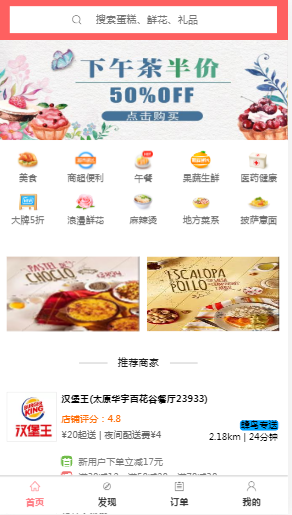 搜索蛋糕、鲜花、礼品
下午茶半价
50%OFF
点击购买
美食
商超便利
午餐
果蔬生鲜
医药健康
大牌5折
浪漫鲜花
麻辣烫
地方菜系
披萨意面
PASTEL DE
CHOCLO
ESCALOPA
POLLO
推荐商家
BURGER
KING
汉堡王
汉堡王(太原华宇百花谷餐厅23933)
店铺评分：4.8
蜂鸟专送
¥20起送 | 夜间配送费¥4
2.18km | 24分钟
新用户下单立减17元
首页
发现
订单
我的